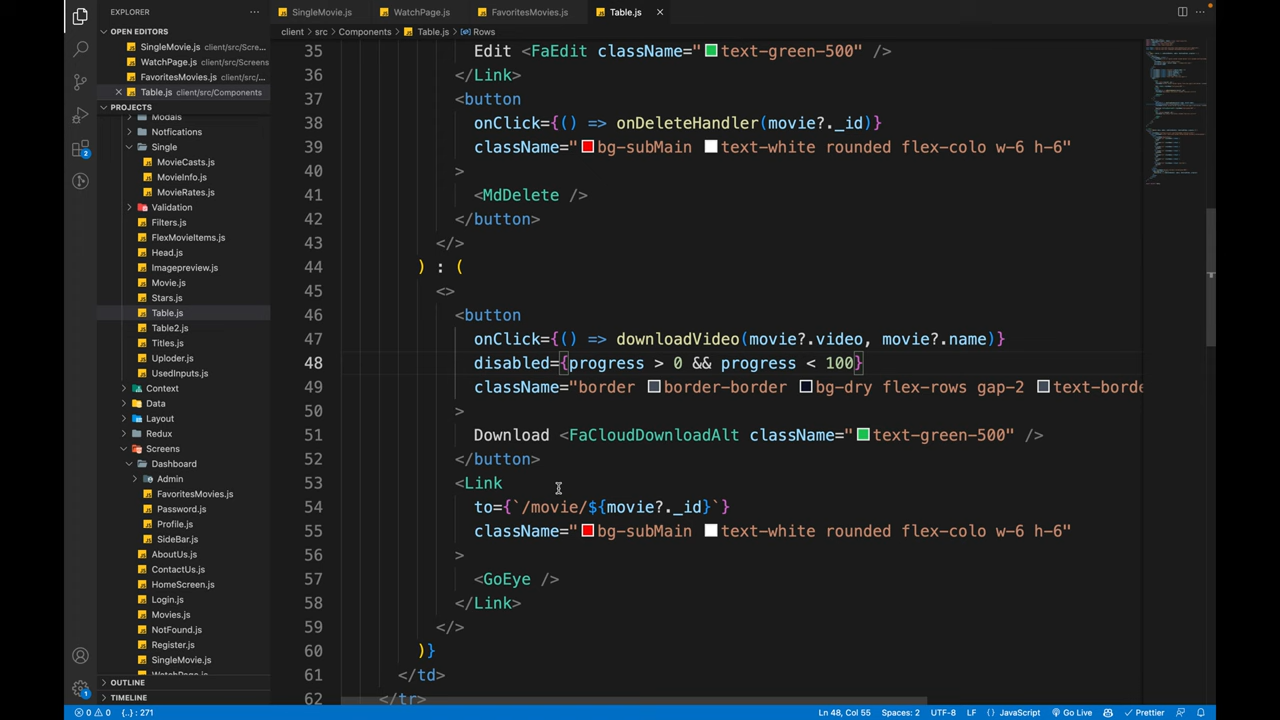 EXPLORER
SingleMovie.js
WatchPage.js
FavoritesMovies.js
Table.js
client > src > Components > Table.js > Rows
OPEN EDITORS
SingleMovie.js client/src/Scre...
WatchPage.js client/src/Screens
FavoritesMovies.js client/src/...
Table.js client/src/Components
PROJECTS
Modals
Notfications
Single
MovieCasts.js
MovieInfo.js
MovieRates.js
Validation
Filters.js
FlexMovieItems.js
Head.js
Imagepreview.js
Movie.js
Stars.js
Table.js
Table2.js
Titles.js
Uploder.js
UsedInputs.js
Context
Data
Layout
Redux
Screens
Dashboard
Admin
FavoritesMovies.js
Password.js
Profile.js
SideBar.js
AboutUs.js
ContactUs.js
HomeScreen.js
Login.js
Movies.js
NotFound.js
Register.js
SingleMovie.js
WatchPage.js
OUTLINE
TIMELINE
35 Edit <FaEdit className="text-green-500" />
36 </Link>
37 <button
38 onClick={() => onDeleteHandler(movie?._id)}
39 className="bg-subMain text-white rounded flex-colo w-6 h-6"
40 >
41 <MdDelete />
42 </button>
43 </>
44 ) : (
45 <>
46 <button
47 onClick={() => downloadVideo(movie?.video, movie?.name)}
48 disabled={progress > 0 && progress < 100}
49 className="border border-border bg-dry flex-rows gap-2 text-borde
50 >
51 Download <FaCloudDownloadAlt className="text-green-500" />
52 </button>
53 <Link
54 to={`/movie/${movie?._id}`}
55 className="bg-subMain text-white rounded flex-colo w-6 h-6"
56 >
57 <GoEye />
58 </Link>
59 </>
60 )}
61 </td>
62 </tr>
2
1
0 0 {..} : 271
Ln 48, Col 55 Spaces: 2 UTF-8 LF {} JavaScript Go Live Prettier